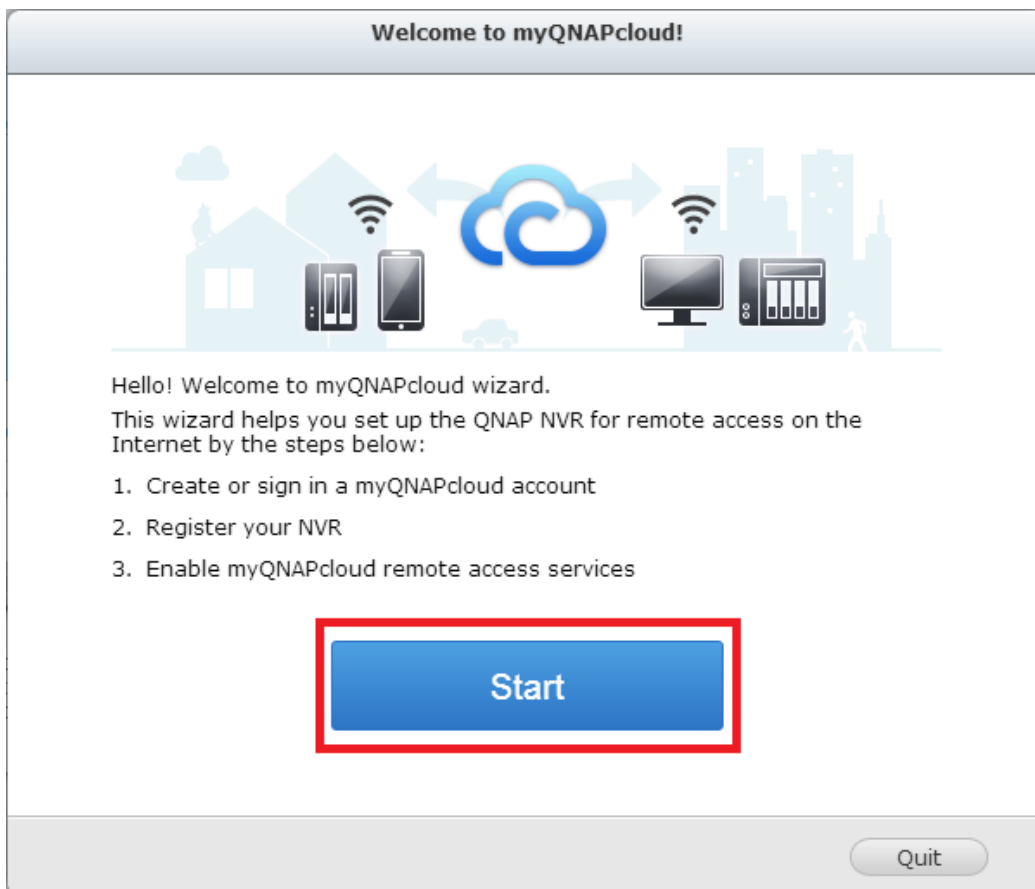 Welcome to myQNAPcloud!
Hello! Welcome to myQNAPcloud wizard.
This wizard helps you set up the QNAP NVR for remote access on the
Internet by the steps below:
1. Create or sign in a myQNAPcloud account
2. Register your NVR
3. Enable myQNAPcloud remote access services
Start
Quit